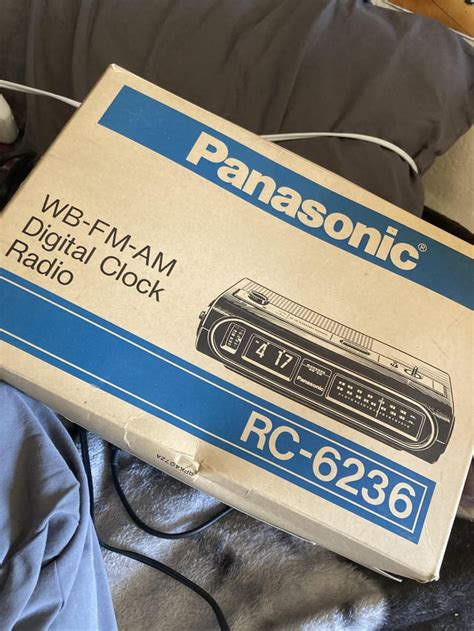 Panasonic®
WB-FM-AM
Digital Clock
Radio
4 17
Panasonic
RC-6236